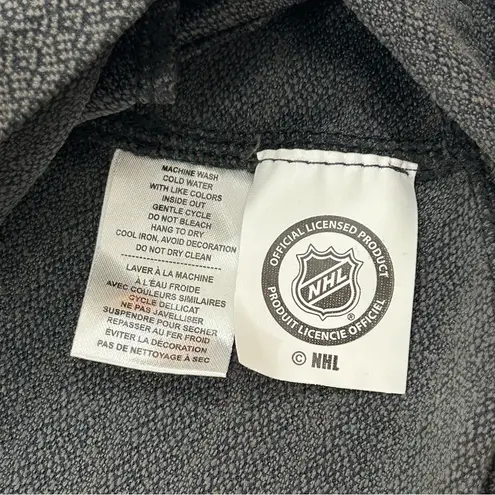 MACHINE WASH
COLD WATER
WITH LIKE COLORS
INSIDE OUT
GENTLE CYCLE
DO NOT BLEACH
HANG TO DRY
COOL IRON, AVOID DECORATION
DO NOT DRY CLEAN
LAVER À LA MACHINE
À L'ÉAU FROIDE
AVEC COULEURS SIMILAIRES
CYCLE DELLICAT
NE PAS JAVELLISER
SUSPENDRE POUR SÉCHER
REPASSER AU FER FROID
ÉVITER LA DÉCORATION
PAS DE NETTOYAGE À SEC
OFFICIAL LICENSED PRODUCT
NHL
®
PRODUIT LICENCIE OFFICIEL
© NHL